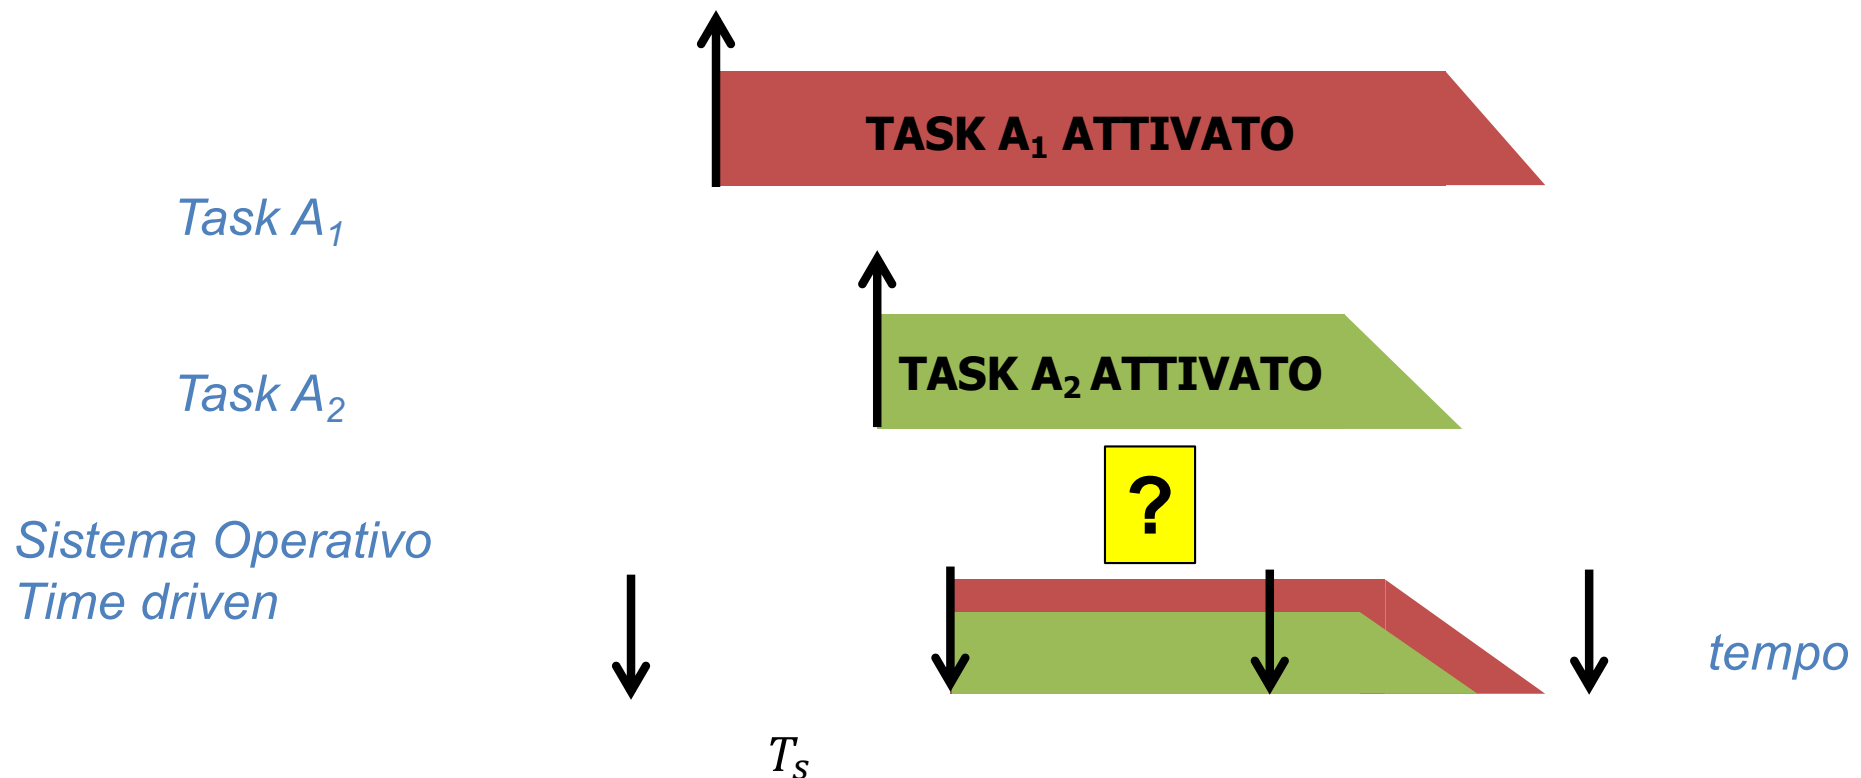 TASK A₁ ATTIVATO
Task A₁
TASK A₂ ATTIVATO
Task A₂
?
Sistema Operativo
Time driven
tempo
Tₛ